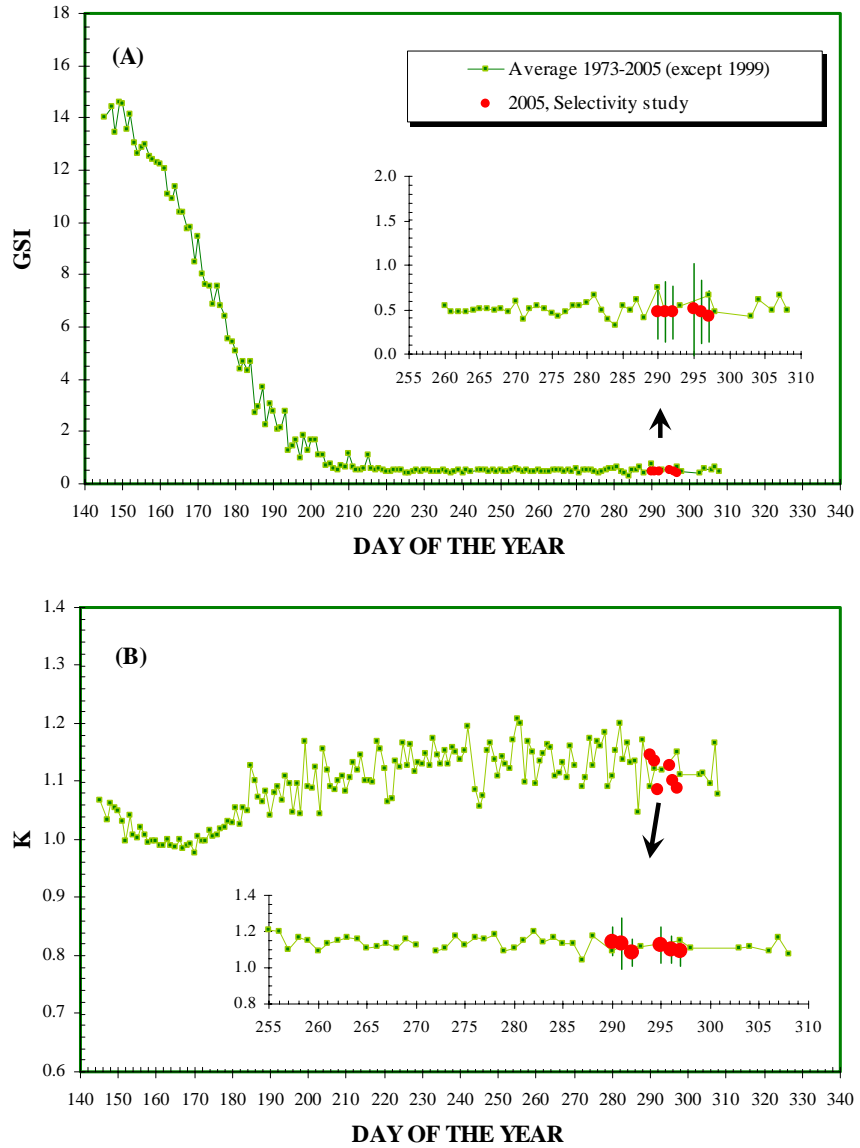 18
16
14
12
10
8
6
4
2
0
GSI
(A)
Average 1973-2005 (except 1999)
2005, Selectivity study
2.0
1.5
1.0
0.5
0.0
255 260 265 270 275 280 285 290 295 300 305 310
140 150 160 170 180 190 200 210 220 230 240 250 260 270 280 290 300 310 320 330 340
DAY OF THE YEAR
1.4
1.3
1.2
1.1
1.0
0.9
0.8
0.7
0.6
K
(B)
1.4
1.2
1.0
0.8
255 260 265 270 275 280 285 290 295 300 305 310
140 150 160 170 180 190 200 210 220 230 240 250 260 270 280 290 300 310 320 330 340
DAY OF THE YEAR